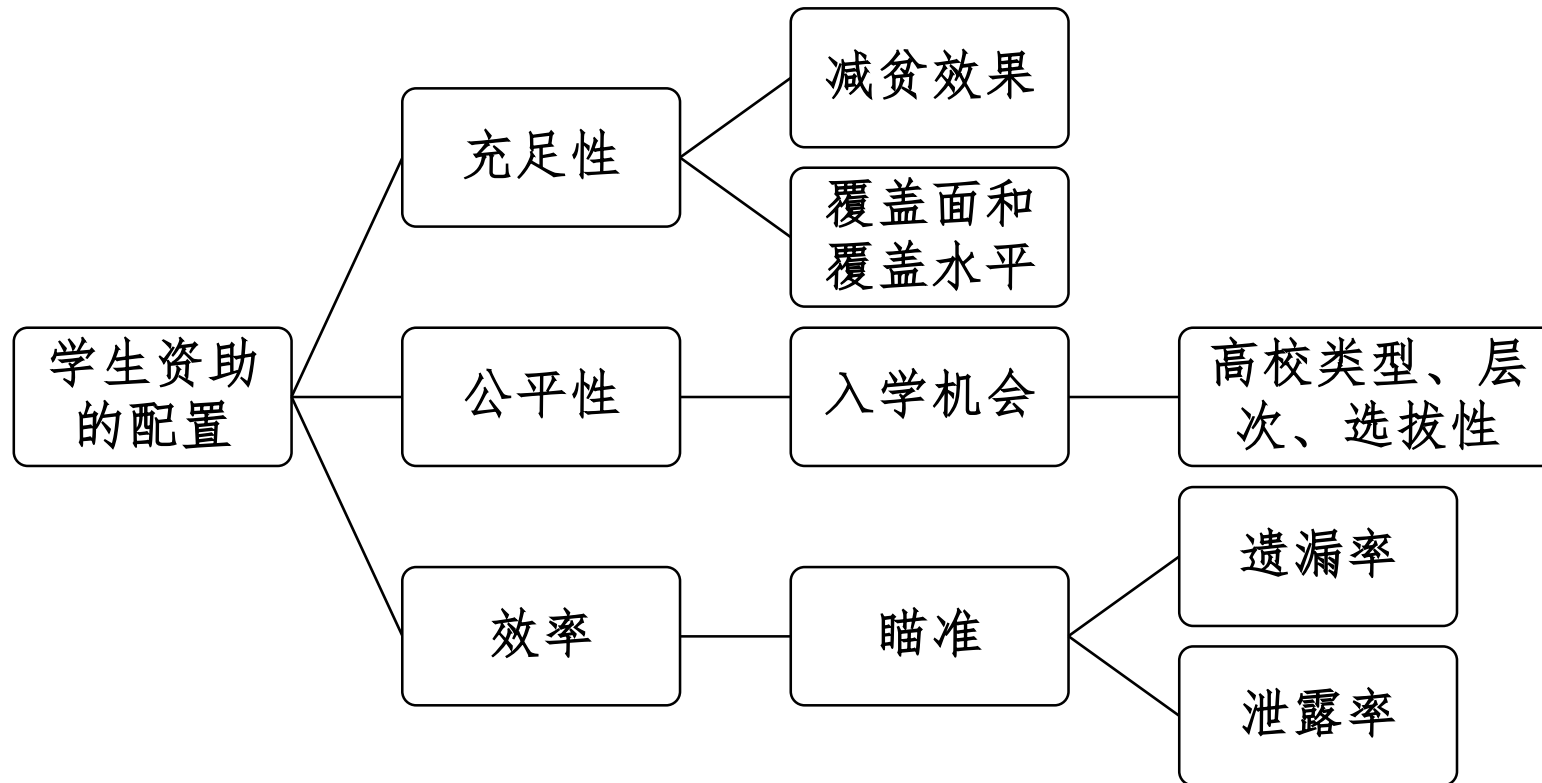 减贫效果
充足性
覆盖面和
覆盖水平
学生资助
的配置
公平性
入学机会
高校类型、层
次、选拔性
遗漏率
效率
瞄准
泄露率